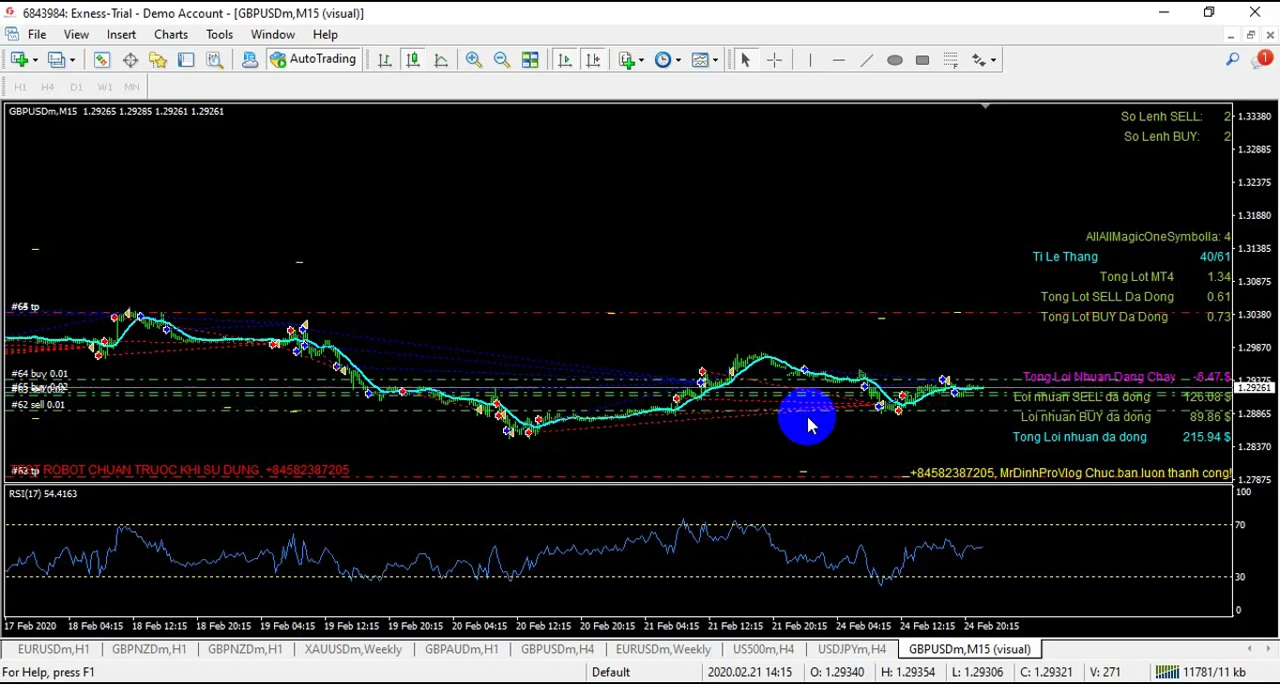 6843984: Exness-Trial - Demo Account - [GBPUSDm,M15 (visual)]
File View Insert Charts Tools Window Help
AutoTrading
1
H1 H4 D1 W1 MN
GBPUSDm,M15 1.29265 1.29285 1.29261 1.29261
So Lenh SELL: 2
So Lenh BUY: 2
AllAllMagicOneSymbolla: 4
Ti Le Thang 40/61
Tong Lot MT4 1.34
Tong Lot SELL Da Dong 0.61
Tong Lot BUY Da Dong 0.73
Tong Loi Nhuan Dang Chay -6.47 $
Loi nhuan SELL da dong 126.08 $
Loi nhuan BUY da dong 89.86 $
Tong Loi nhuan da dong 215.94 $
+84582387205, MrDinhProVlog Chuc ban luon thanh cong!
1.33380
1.32885
1.32375
1.31880
1.31385
1.30875
1.30380
1.29870
1.29375
1.29261
1.28865
1.28370
1.27875
tp
#64 buy 0.01
#62 sell 0.01
ROBOT CHUAN TRUOC KHI SU DUNG +84582387205
RSI(17) 54.4163
100
70
30
0
17 Feb 2020 18 Feb 04:15 18 Feb 12:15 18 Feb 20:15 19 Feb 04:15 19 Feb 12:15 19 Feb 20:15 20 Feb 04:15 20 Feb 12:15 20 Feb 20:15 21 Feb 04:15 21 Feb 12:15 21 Feb 20:15 24 Feb 04:15 24 Feb 12:15 24 Feb 20:15
EURUSDm,H1 GBPNZDm,H1 GBPNZDm,H1 XAUUSDm,Weekly GBPAUDm,H1 GBPUSDm,H4 EURUSDm,Weekly US500m,H4 USDJPYm,H4 GBPUSDm,M15 (visual)
For Help, press F1 Default 2020.02.21 14:15 O: 1.29340 H: 1.29354 L: 1.29306 C: 1.29321 V: 271 11781/11 kb